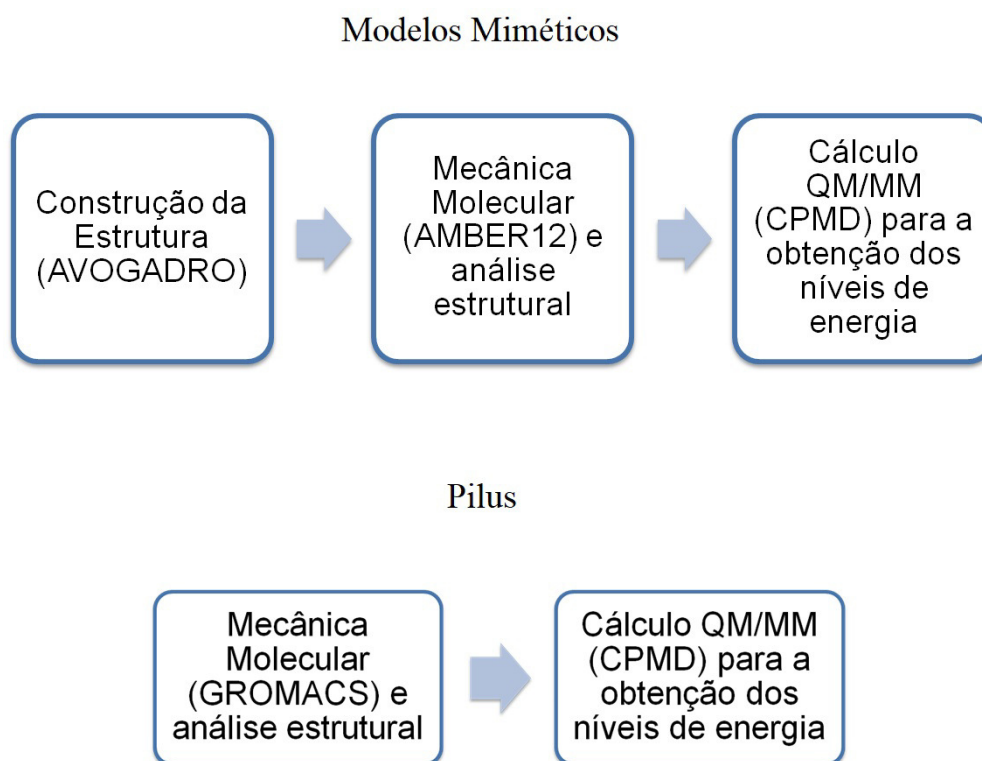 Modelos Miméticos
Construção da
Estrutura
(AVOGADRO)
Mecânica
Molecular
(AMBER12) e
análise
estrutural
Cálculo
QM/MM
(CPMD) para a
obtenção dos
níveis de
energia
Pilus
Mecânica
Molecular
(GROMACS) e
análise estrutural
Cálculo QM/MM
(CPMD) para a
obtenção dos
níveis de energia